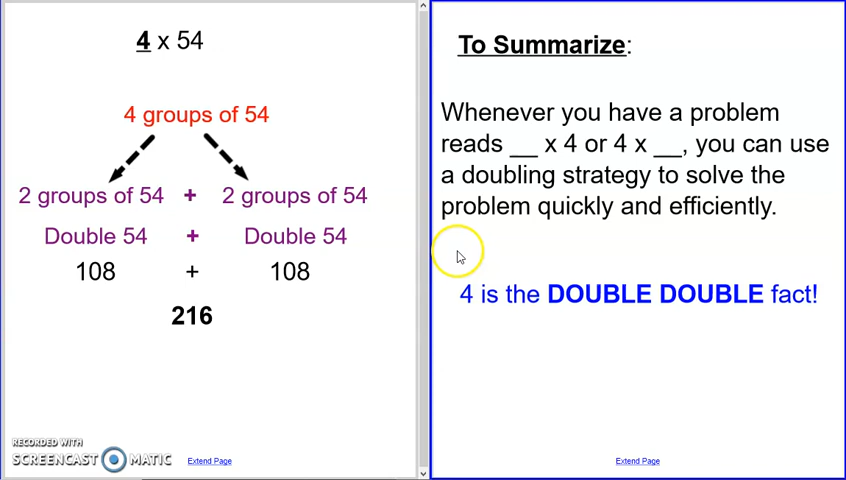 4 x 54
4 groups of 54
2 groups of 54 + 2 groups of 54
Double 54 + Double 54
108 + 108
216
RECORDED WITH
SCREENCAST MATIC
Extend Page
To Summarize:
Whenever you have a problem
reads __ x 4 or 4 x __, you can use
a doubling strategy to solve the
problem quickly and efficiently.
4 is the DOUBLE DOUBLE fact!
Extend Page